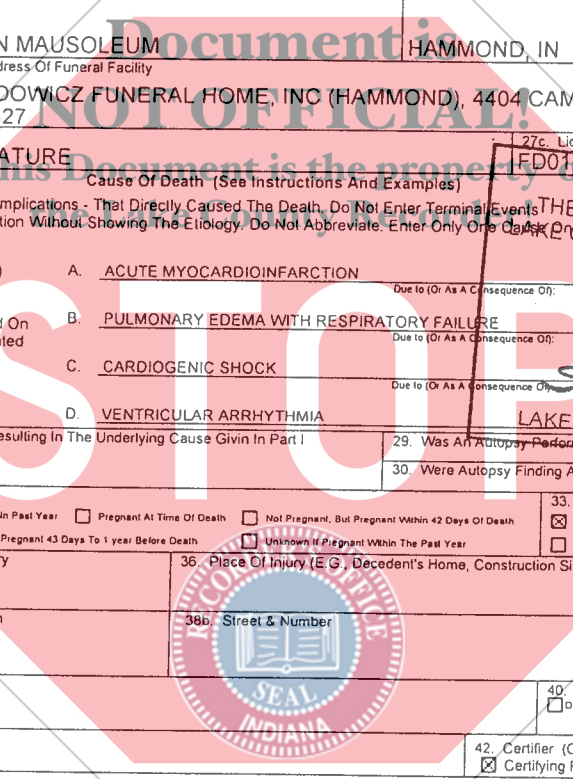 N MAUSOLEUM
HAMMOND, IN
Document is
dress Of Funeral Facility
DOWICZ FUNERAL HOME, INC (HAMMOND), 4404 CAM
27
NOT OFFICIAL!
27c. Lic
ATURE
FD01
This Document is the property of
Cause Of Death (See Instructions And Examples)
the Lake County Recorder!
mplications - That Directly Caused The Death. Do Not Enter Terminal Events
THE
tion Without Showing The Etiology. Do Not Abbreviate. Enter Only One Cause On
LAKE
A. ACUTE MYOCARDIOINFARCTION
Due to (Or As A Consequence Of):
d On
B. PULMONARY EDEMA WITH RESPIRATORY FAILURE
ated
Due to (Or As A Consequence Of):
C. CARDIOGENIC SHOCK
Due to (Or As A Consequence Of):
STOP
D. VENTRICULAR ARRHYTHMIA
LAKE
esulting In The Underlying Cause Givin In Part I
29. Was An Autopsy Perfor
30. Were Autopsy Finding A
33.
in Past Year
Pregnant At Time Of Death
Not Pregnant, But Pregnant Within 42 Days Of Death
Pregnant 43 Days To 1 year Before Death
Unknown If Pregnant Within The Past Year
ry
36. Place Of Injury (E.G., Decedent's Home, Construction Si
38b. Street & Number
RECORDER'S OFFICE
SEAL
INDIANA
40.
42. Certifier (C
Certifying P